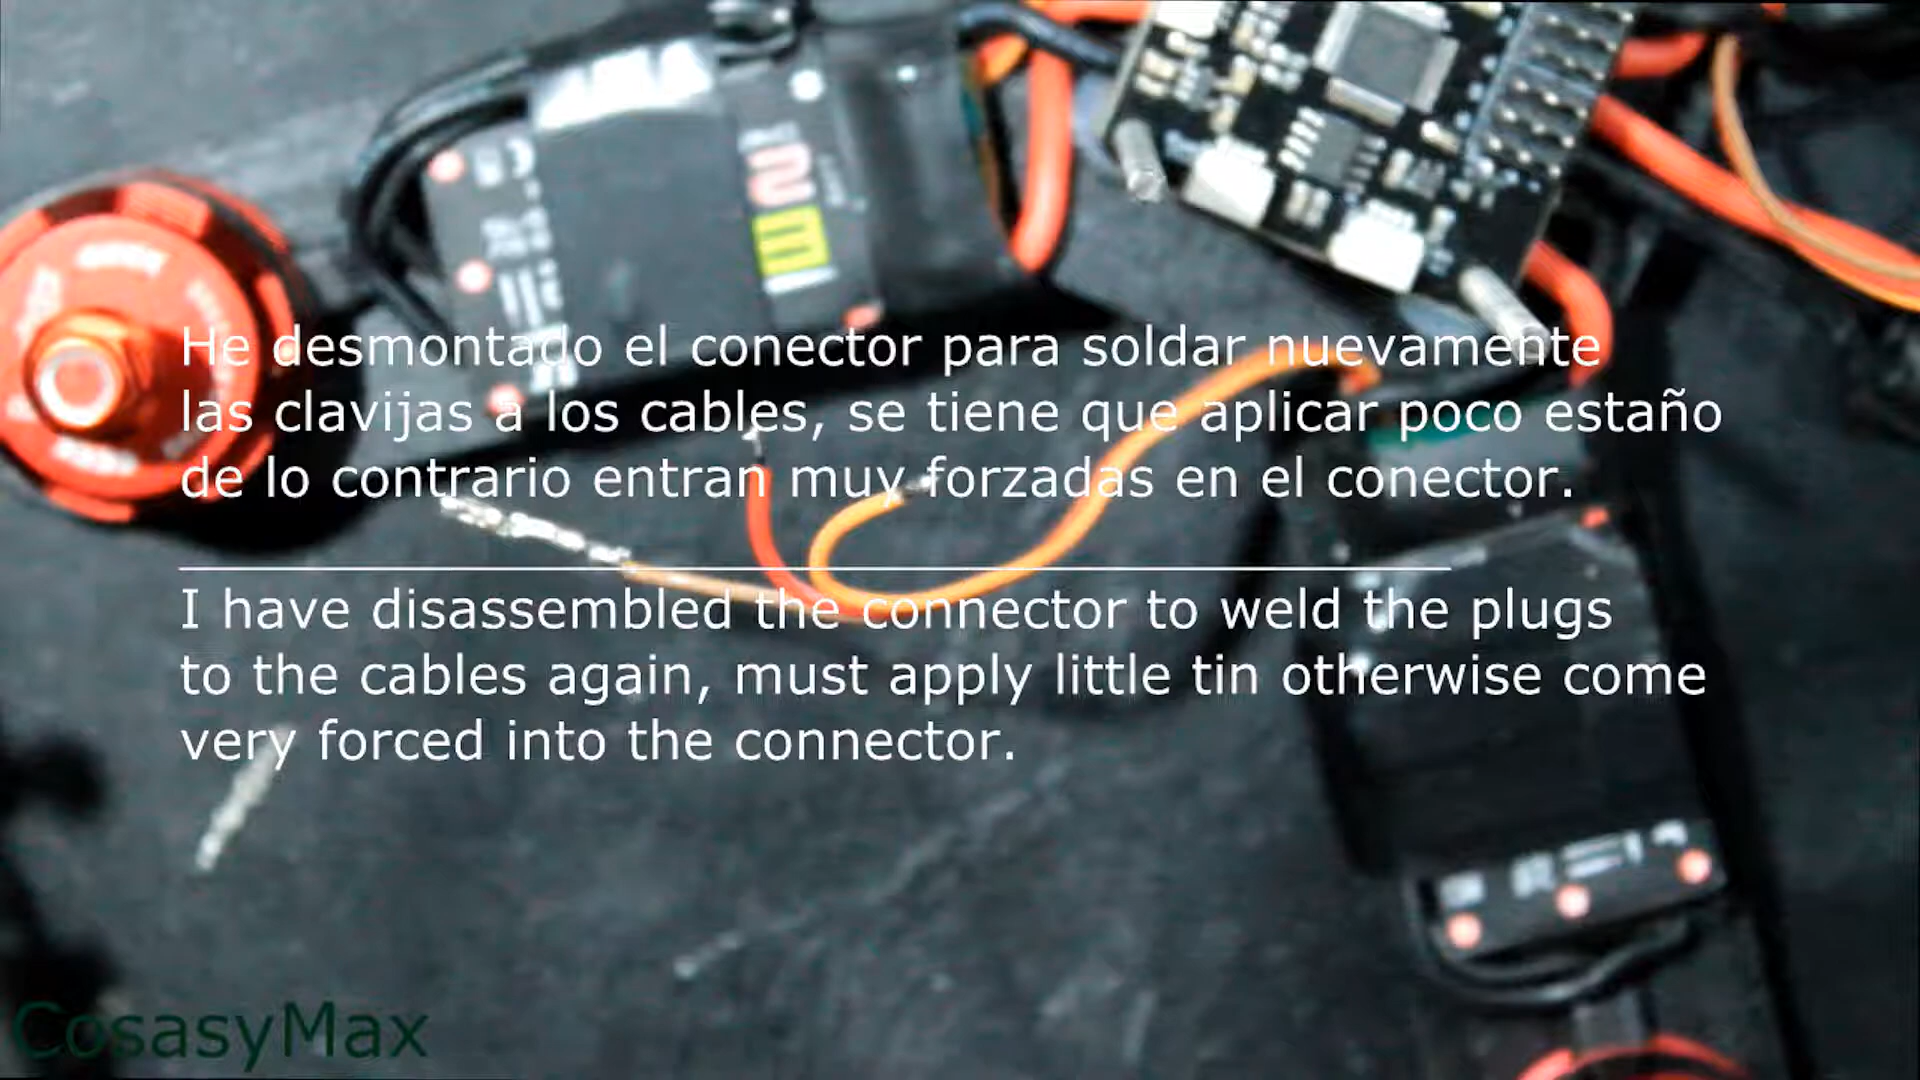 He desmontado el conector para soldar nuevamente
las clavijas a los cables, se tiene que aplicar poco estaño
de lo contrario entran muy forzadas en el conector.
I have disassembled the connector to weld the plugs
to the cables again, must apply little tin otherwise come
very forced into the connector.
CosasyMax